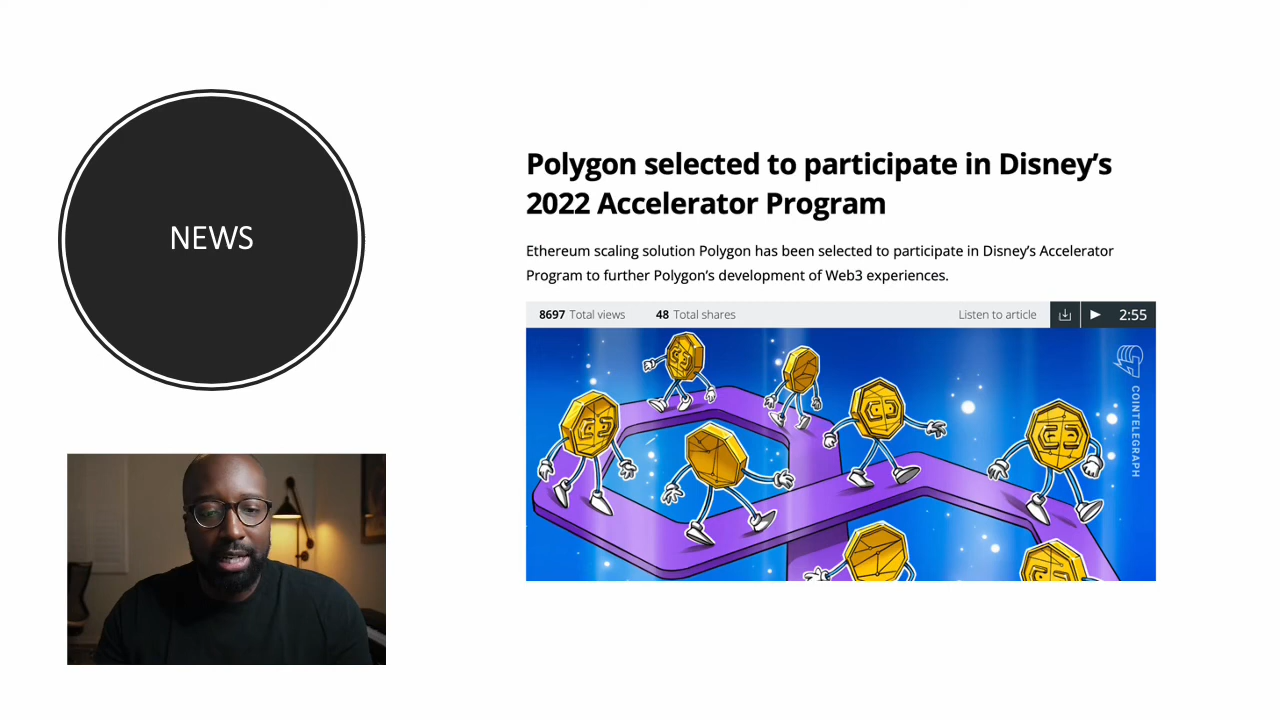 NEWS
Polygon selected to participate in Disney’s
2022 Accelerator Program
Ethereum scaling solution Polygon has been selected to participate in Disney’s Accelerator
Program to further Polygon’s development of Web3 experiences.
8697 Total views 48 Total shares Listen to article 2:55
COINTELEGRAPH